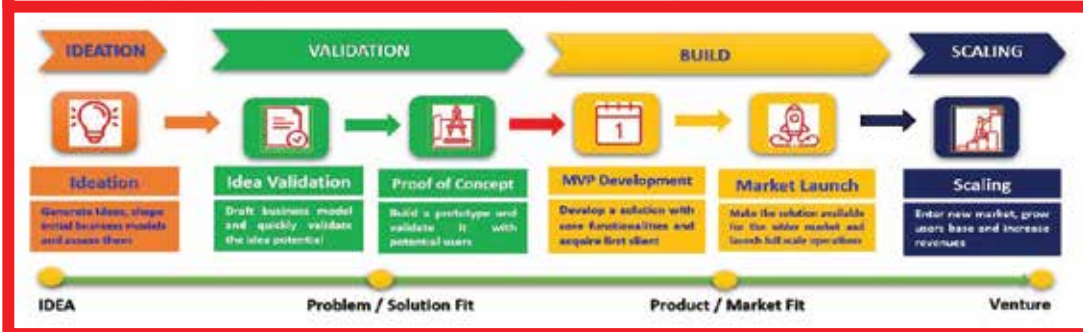 IDEATION
VALIDATION
BUILD
SCALING
1
Ideation
Generate ideas, shape
initial business models
and assess them
Idea Validation
Draft business model
and quickly validate
the idea potential
Proof of Concept
Build a prototype and
validate it with
potential users
MVP Development
Develop a solution with
core functionalities and
acquire first client
Market Launch
Make the solution available
for the wider market and
launch full scale operations
Scaling
Enter new market, grow
users base and increase
revenues
IDEA
Problem / Solution Fit
Product / Market Fit
Venture